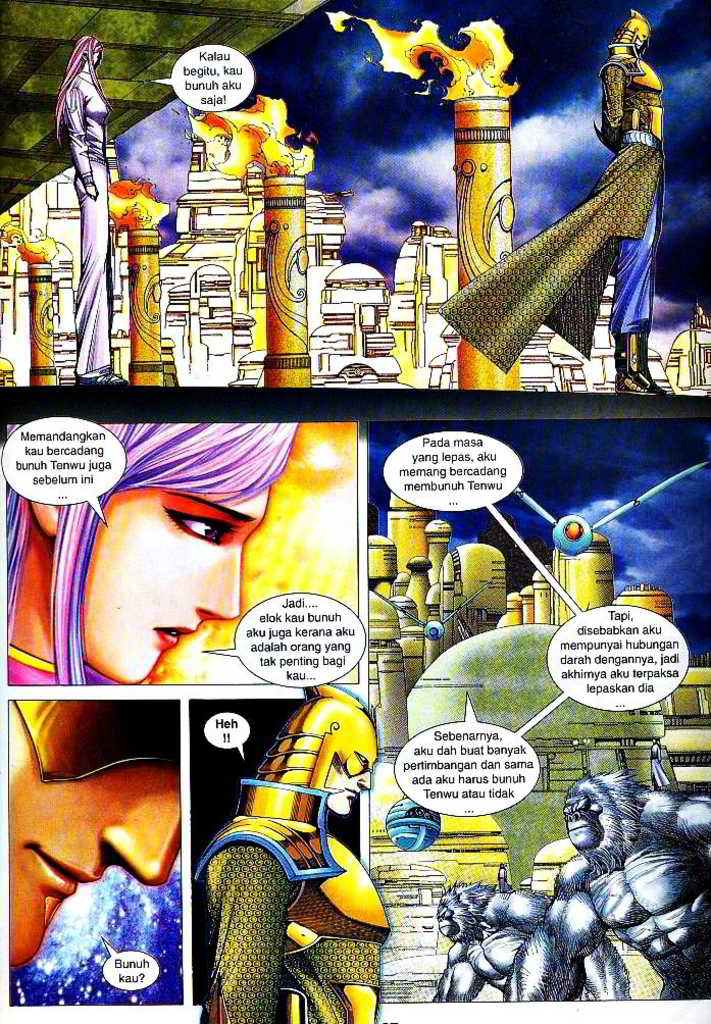 Kalau
begitu, kau
bunuh aku
saja!
Memandangkan
kau bercadang
bunuh Tenwu juga
sebelum ini
...
Jadi....
elok kau bunuh
aku juga kerana aku
orang yang
tak penting bagi
kau...
Bunuh
kau?
Heh
!!
Pada masa
yang lepas, aku
memang bercadang
membunuh Tenwu
...
Tapi,
disebabkan aku
mempunyai hubungan
darah dengannya, jadi
akhirnya aku terpaksa
lepaskan dia
...
Sebenarnya,
aku dah buat banyak
pertimbangan dan sama
ada aku harus bunuh
Tenwu atau tidak
...